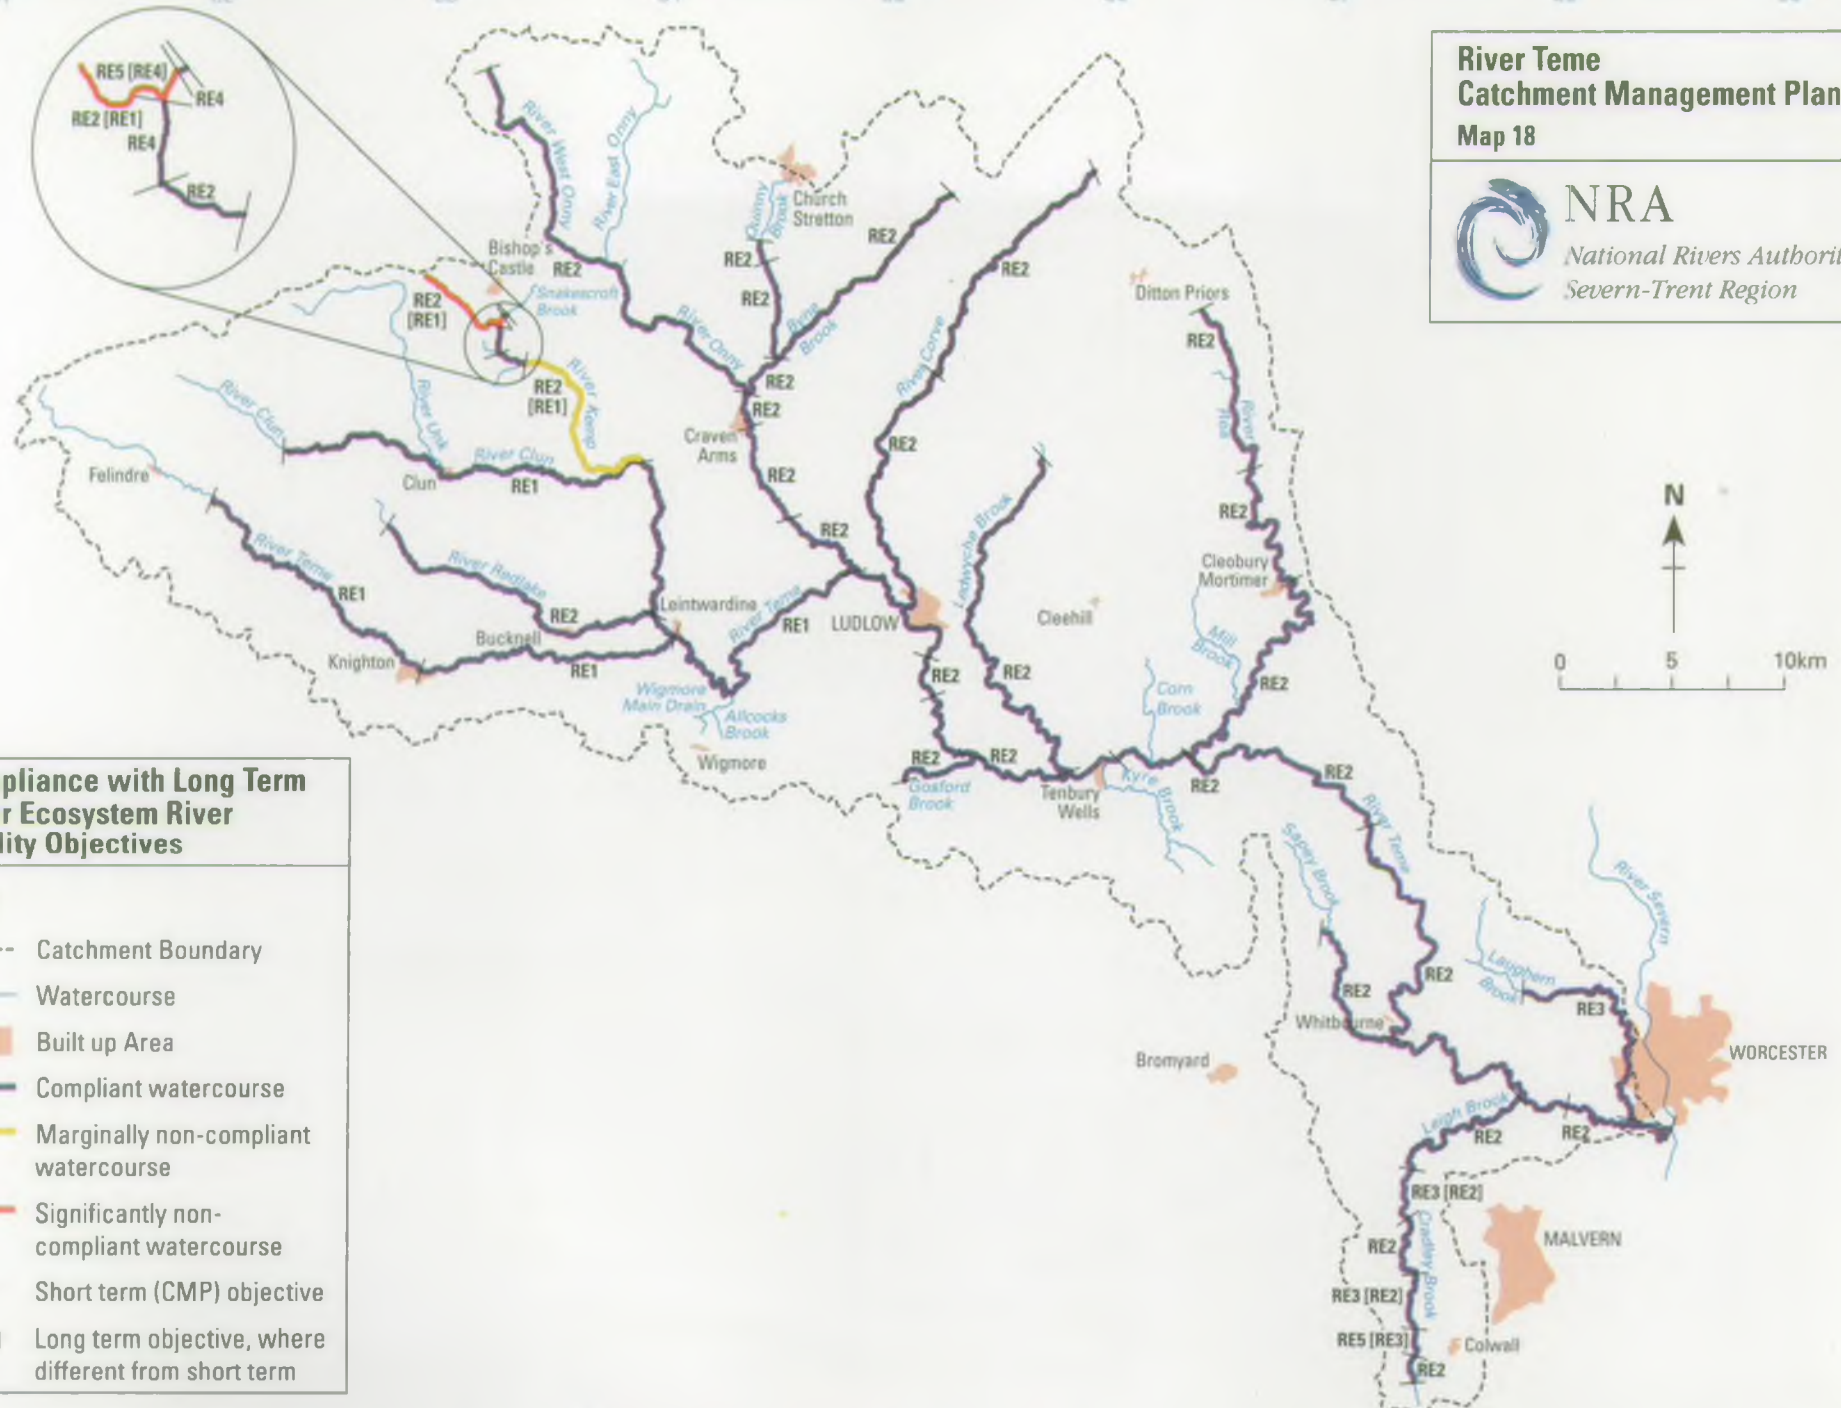 River Teme
Catchment Management Plan
Map 18
NRA
National Rivers Authorit
Severn-Trent Region
RE5 [RE4]
RE4
RE2 [RE1]
RE4
RE2
River West Onny
River East Onny
Quinny
Brook
Church
Stretton
RE2
RE2
RE2
Bishop's
Castle
RE2
Snakescroft
Brook
RE2
[RE1]
River Onny
Byne
Brook
RE2
River Corve
Ditton Priors
RE2
River
Rea
River Kemp
RE2
[RE1]
RE2
RE2
Craven
Arms
RE2
RE2
River Clun
River Unk
River Clun
Clun
RE1
Felindre
River Teme
RE1
River Redlake
RE2
Bucknell
Knighton
RE1
Leintwardine
River Teme
RE1
RE2
LUDLOW
Ledwyche Brook
Cleehill
RE2
Cleobury
Mortimer
Mill
Brook
RE2
RE2
RE2
Corn
Brook
Wigmore
Main Drain
Allcocks
Brook
Wigmore
RE2
RE2
Gosford
Brook
Tenbury
Wells
Kyre
Brook
RE2
RE2
River Teme
Sapey Brook
RE2
RE2
Whitbourne
Laughern
Brook
RE3
River Severn
WORCESTER
Bromyard
Leigh Brook
RE2
RE2
RE3 [RE2]
RE2
Cradley Brook
RE3 [RE2]
RE5 [RE3]
RE2
MALVERN
Colwall
N
0 5 10km
pliance with Long Term
r Ecosystem River
lity Objectives
Catchment Boundary
Watercourse
Built up Area
Compliant watercourse
Marginally non-compliant
watercourse
Significantly non-
compliant watercourse
Short term (CMP) objective
Long term objective, where
different from short term